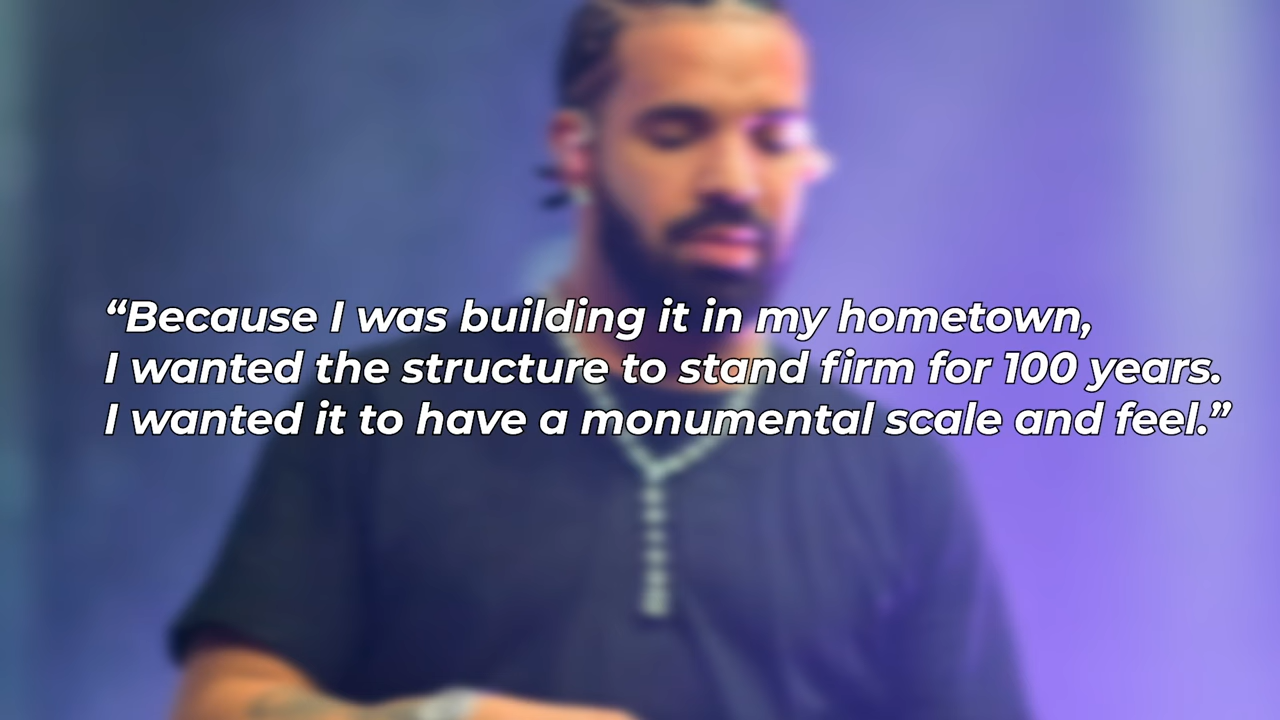 “Because I was building it in my hometown,
I wanted the structure to stand firm for 100 years.
I wanted it to have a monumental scale and feel.”